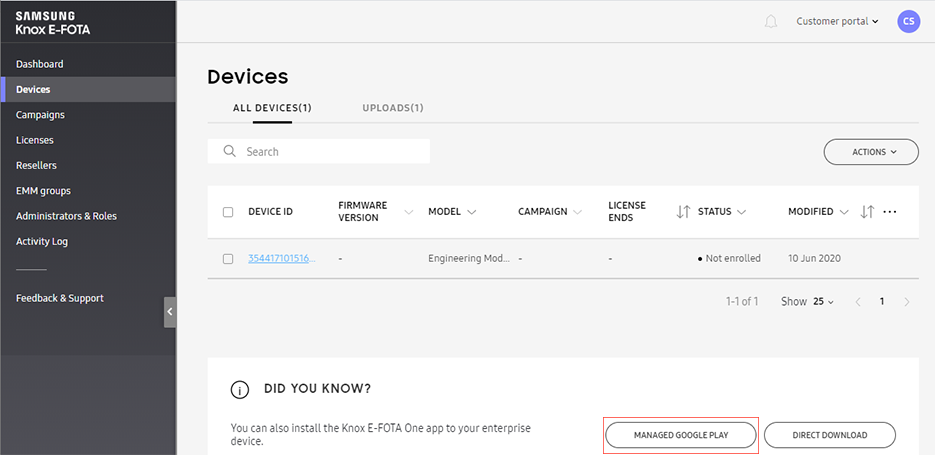 SAMSUNG
Knox E-FOTA
Customer portal
CS
Dashboard
Devices
Campaigns
Licenses
Resellers
EMM groups
Administrators & Roles
Activity Log
Feedback & Support
Devices
ALL DEVICES(1) UPLOADS(1)
Search
ACTIONS
DEVICE ID FIRMWARE VERSION MODEL CAMPAIGN LICENSE ENDS STATUS MODIFIED
354417101516... - Engineering Mod... - - Not enrolled 10 Jun 2020
1-1 of 1 Show 25 1
DID YOU KNOW?
You can also install the Knox E-FOTA One app to your enterprise
device.
MANAGED GOOGLE PLAY DIRECT DOWNLOAD